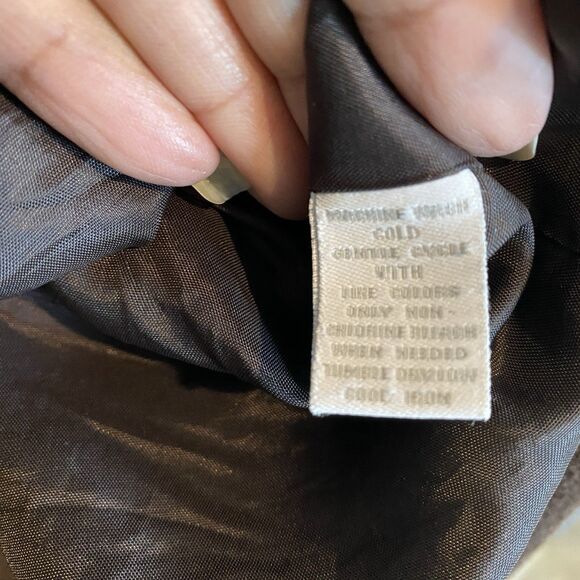 MACHINE WASH
COLD
GENTLE CYCLE
WITH
LIKE COLORS
ONLY NON-
CHLORINE BLEACH
WHEN NEEDED
TUMBLE DRY LOW
COOL IRON